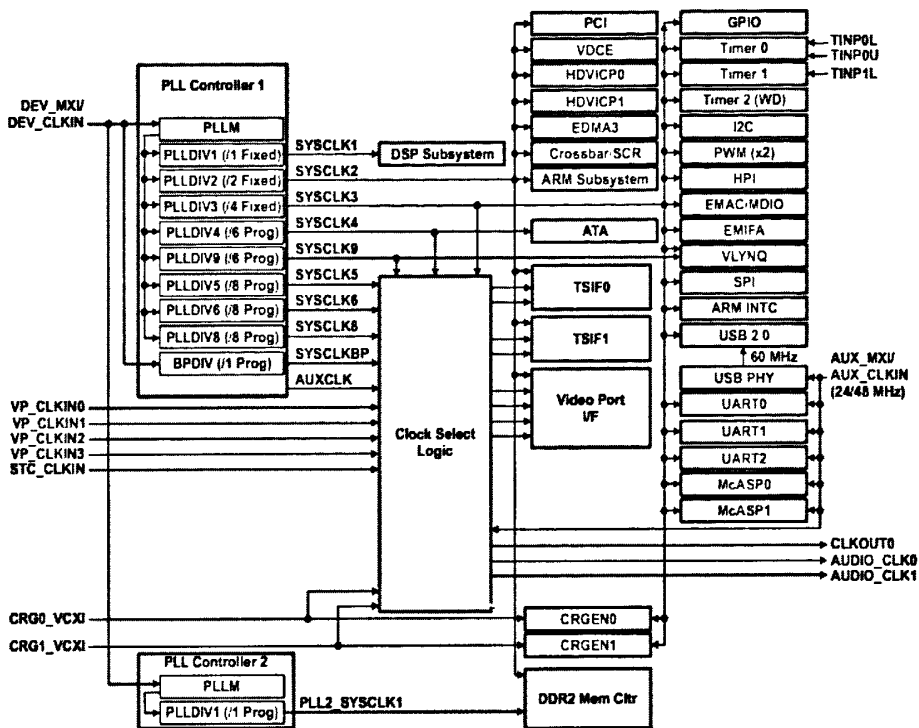 PLL Controller 1
DEV_MXI/
DEV_CLKIN
PLLM
PLLDIV1 (/1 Fixed)
PLLDIV2 (/2 Fixed)
PLLDIV3 (/4 Fixed)
PLLDIV4 (/6 Prog)
PLLDIV9 (/6 Prog)
PLLDIV5 (/8 Prog)
PLLDIV6 (/8 Prog)
PLLDIV8 (/8 Prog)
BPDIV (/1 Prog)
SYSCLK1
SYSCLK2
SYSCLK3
SYSCLK4
SYSCLK9
SYSCLK5
SYSCLK6
SYSCLK8
SYSCLKBP
AUXCLK
VP_CLKIN0
VP_CLKIN1
VP_CLKIN2
VP_CLKIN3
STC_CLKIN
CRG0_VCXI
CRG1_VCXI
DSP Subsystem
Clock Select
Logic
PCI
VDCE
HDVICP0
HDVICP1
EDMA3
Crossbar/SCR
ARM Subsystem
ATA
TSIF0
TSIF1
Video Port
I/F
GPIO
Timer 0
Timer 1
Timer 2 (WD)
I2C
PWM (x2)
HPI
EMAC/MDIO
EMIFA
VLYNQ
SPI
ARM INTC
USB 2.0
60 MHz
USB PHY
UART0
UART1
UART2
McASP0
McASP1
TINP0L
TINP0U
TINP1L
AUX_MXI/
AUX_CLKIN
(24/48 MHz)
CLKOUT0
AUDIO_CLK0
AUDIO_CLK1
CRGEN0
CRGEN1
PLL Controller 2
PLLM
PLLDIV1 (/1 Prog)
PLL2_SYSCLK1
DDR2 Mem Cltr